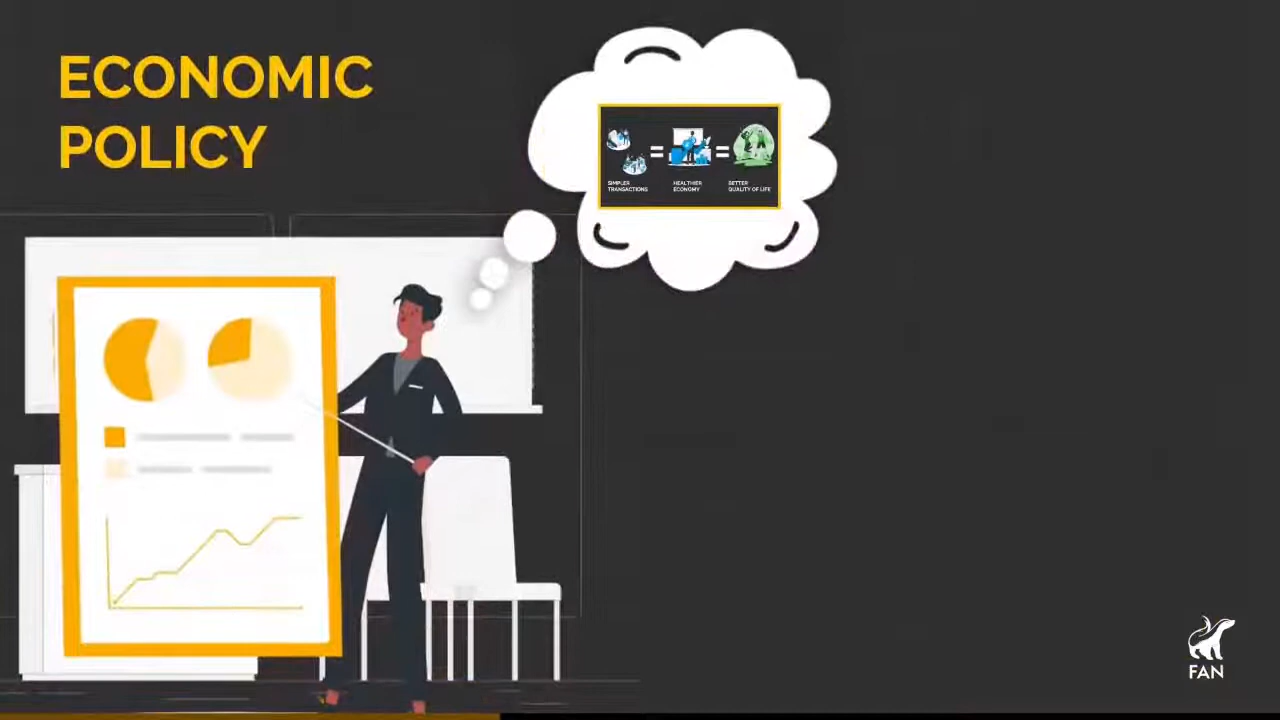 ECONOMIC
POLICY
SIMPLER
TRANSACTIONS
HEALTHIER
ECONOMY
BETTER
QUALITY OF LIFE
FAN